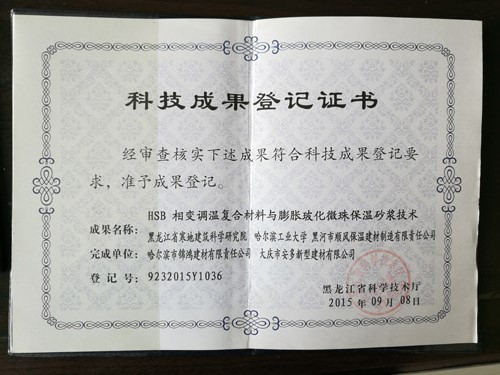 科技成果登记证书
经审查核实下述成果符合科技成果登记要
求，准予成果登记。
HSB 相变调温复合材料与膨胀玻化微珠保温砂浆技术
成果名称：
黑龙江省寒地建筑科学研究院 哈尔滨工业大学 黑河市顺风保温建材制造有限责任公司
完成单位：
哈尔滨市锦鸿建材有限责任公司 大庆市安多新型建材有限公司
登 记 号： 9232015Y1036
黑龙江省科学技术厅
2015 年 09 月 08 日